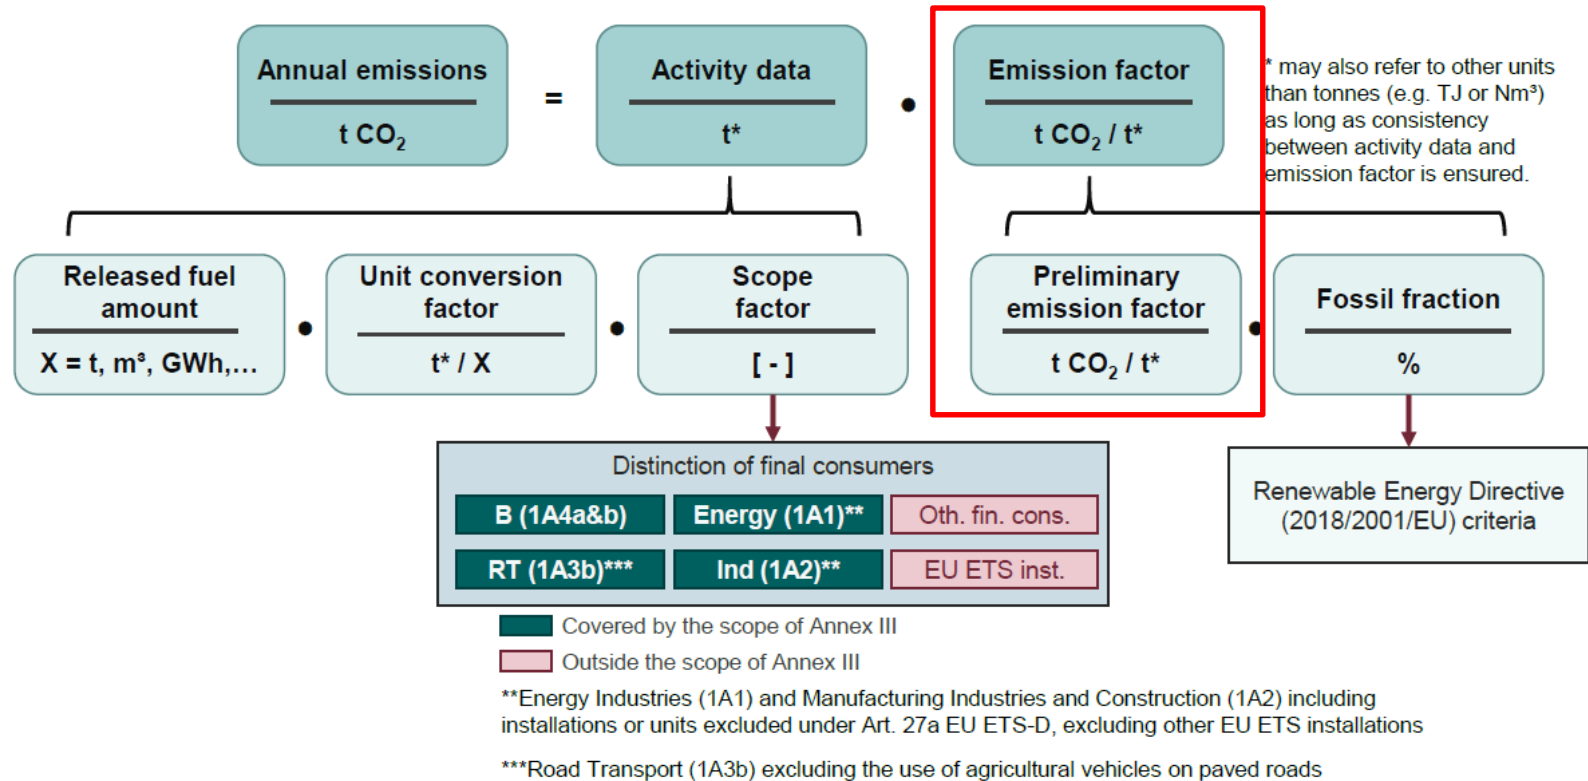 Annual emissions
t CO₂
=
Activity data
t*
•
Emission factor
t CO₂ / t*
* may also refer to other units
than tonnes (e.g. TJ or Nm³)
as long as consistency
between activity data and
emission factor is ensured.
Released fuel
amount
X = t, m³, GWh,...
•
Unit conversion
factor
t* / X
•
Scope
factor
[ - ]
Preliminary
emission factor
t CO₂ / t*
•
Fossil fraction
%
Distinction of final consumers
B (1A4a&b)
Energy (1A1)**
Oth. fin. cons.
RT (1A3b)***
Ind (1A2)**
EU ETS inst.
Renewable Energy Directive
(2018/2001/EU) criteria
Covered by the scope of Annex III
Outside the scope of Annex III
**Energy Industries (1A1) and Manufacturing Industries and Construction (1A2) including
installations or units excluded under Art. 27a EU ETS-D, excluding other EU ETS installations
***Road Transport (1A3b) excluding the use of agricultural vehicles on paved roads